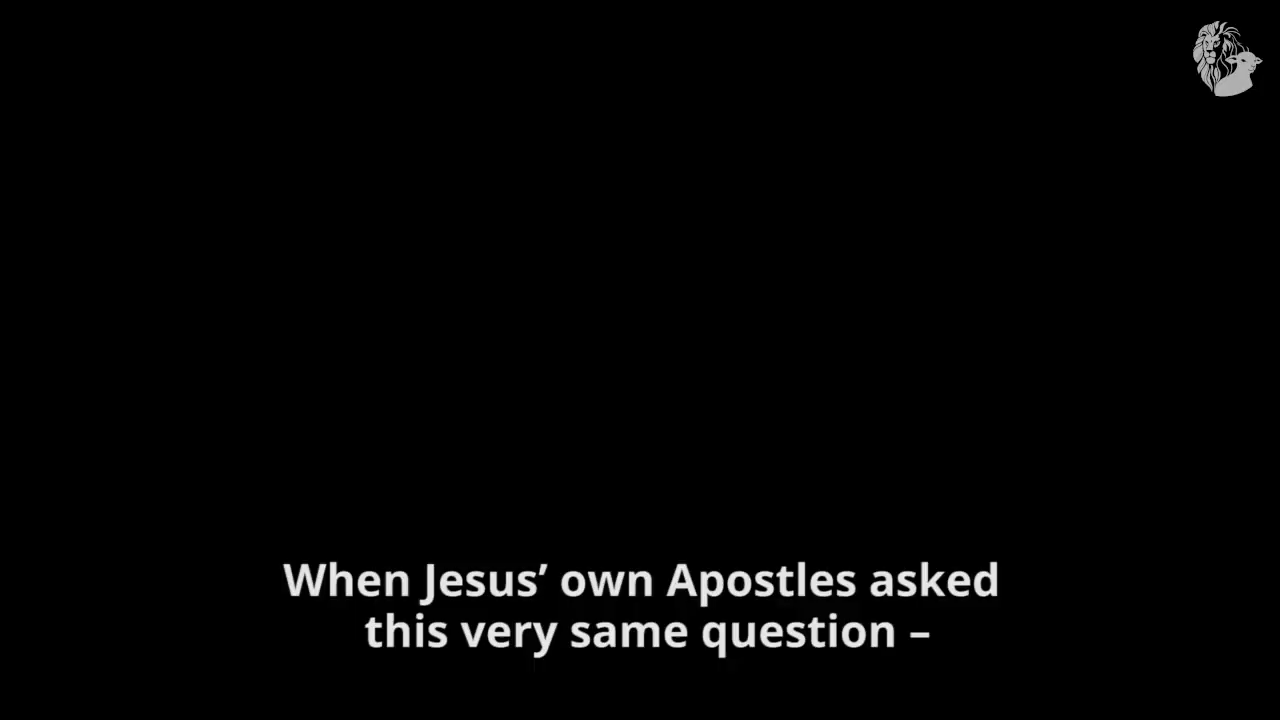 When Jesus’ own Apostles asked
this very same question –